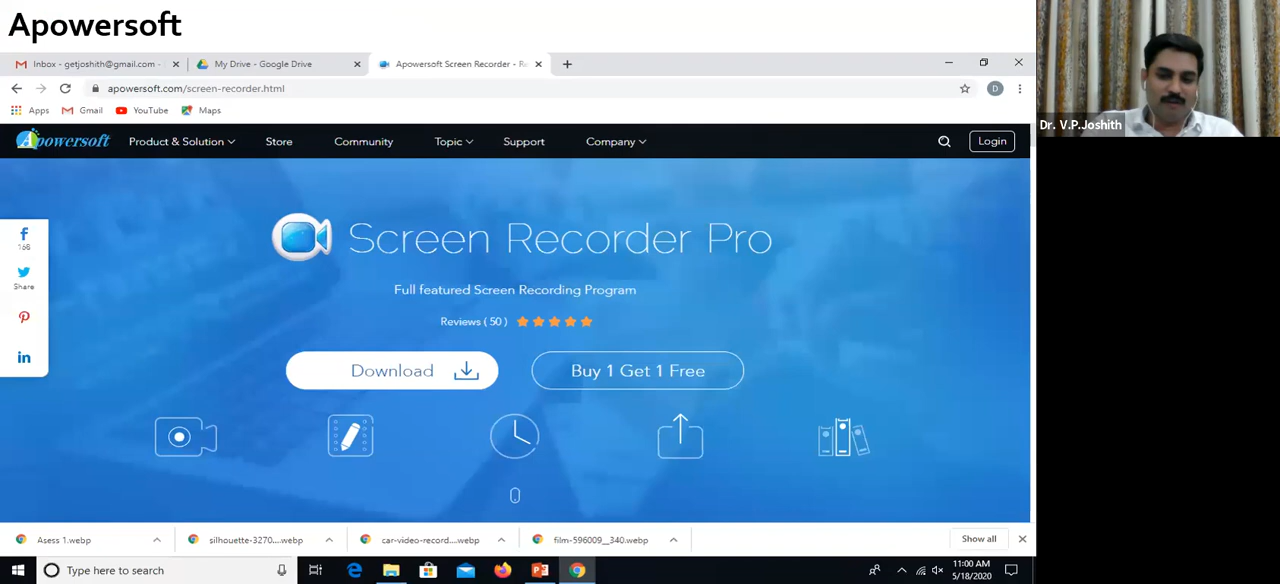 Apowersoft
Inbox - getjoshith@gmail.com -
My Drive - Google Drive
Apowersoft Screen Recorder - Re
apowersoft.com/screen-recorder.html
D
Apps
Gmail
YouTube
Maps
Apowersoft
Product & Solution
Store
Community
Topic
Support
Company
Login
Screen Recorder Pro
Full featured Screen Recording Program
Reviews ( 50 )
Download
Buy 1 Get 1 Free
Share
Asess 1.webp
silhouette-3270....webp
car-video-record....webp
film-596009__340.webp
Show all
Type here to search
11:00 AM
5/18/2020
Dr. V.P.Joshith